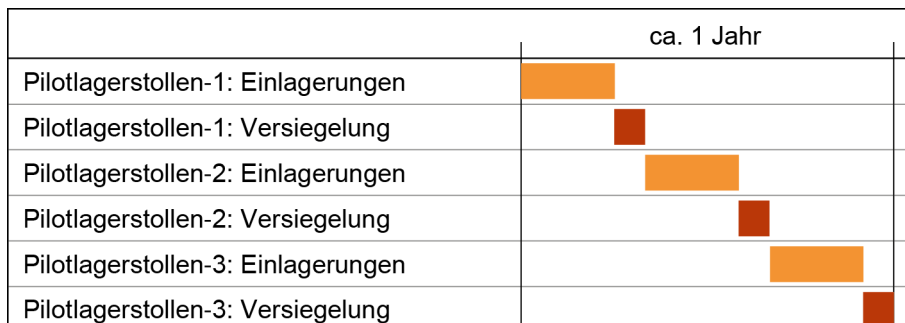 ca. 1 Jahr
Pilotlagerstollen-1: Einlagerungen
Pilotlagerstollen-1: Versiegelung
Pilotlagerstollen-2: Einlagerungen
Pilotlagerstollen-2: Versiegelung
Pilotlagerstollen-3: Einlagerungen
Pilotlagerstollen-3: Versiegelung